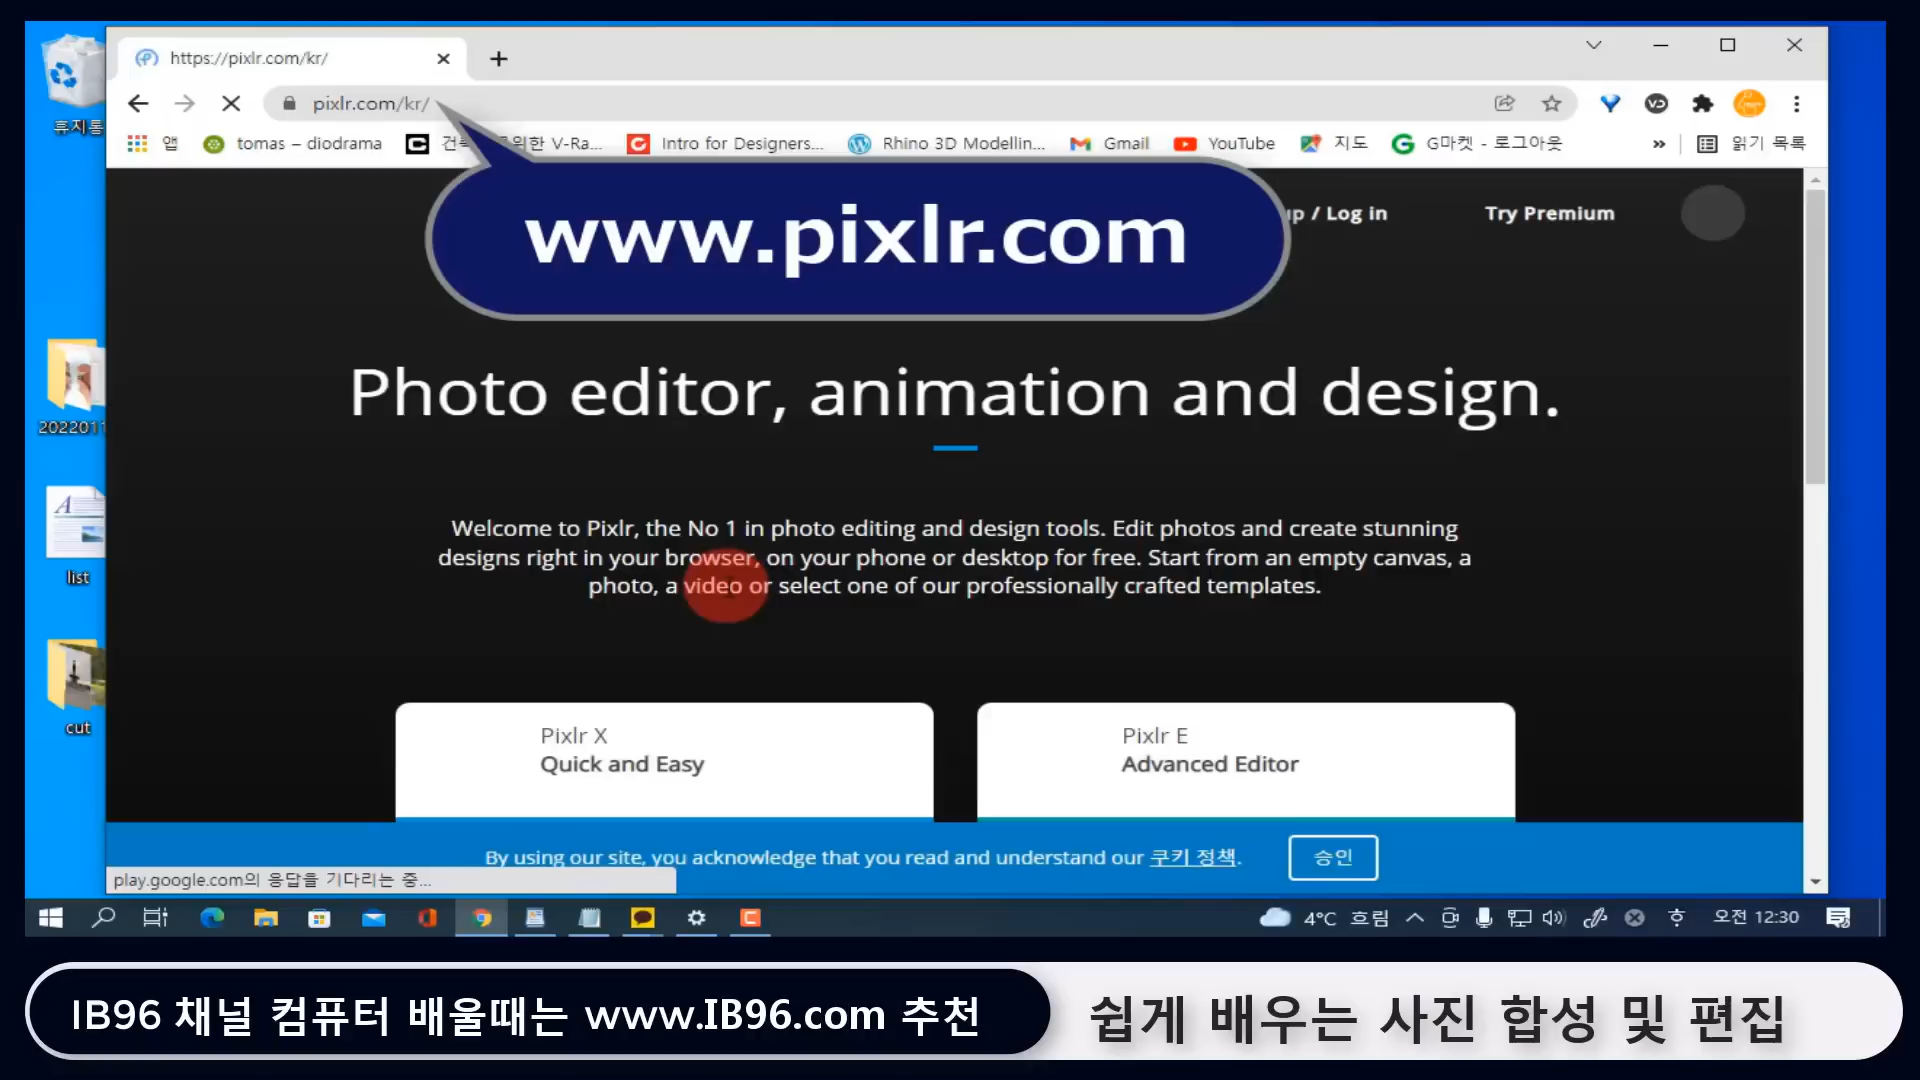 https://pixlr.com/kr/
pixlr.com/kr/
휴지통
앱
tomas – diodrama
위한 V-Ra...
Intro for Designers...
Rhino 3D Modellin...
Gmail
YouTube
지도
G마켓 - 로그아웃
»
읽기 목록
www.pixlr.com
/ Log in
Try Premium
Photo editor, animation and design.
Welcome to Pixlr, the No 1 in photo editing and design tools. Edit photos and create stunning
designs right in your browser, on your phone or desktop for free. Start from an empty canvas, a
photo, a video or select one of our professionally crafted templates.
2022011
list
cut
Pixlr X
Quick and Easy
Pixlr E
Advanced Editor
By using our site, you acknowledge that you read and understand our 쿠키 정책.
승인
play.google.com의 응답을 기다리는 중...
4°C 흐림
오전 12:30
IB96 채널 컴퓨터 배울때는 www.IB96.com 추천
쉽게 배우는 사진 합성 및 편집